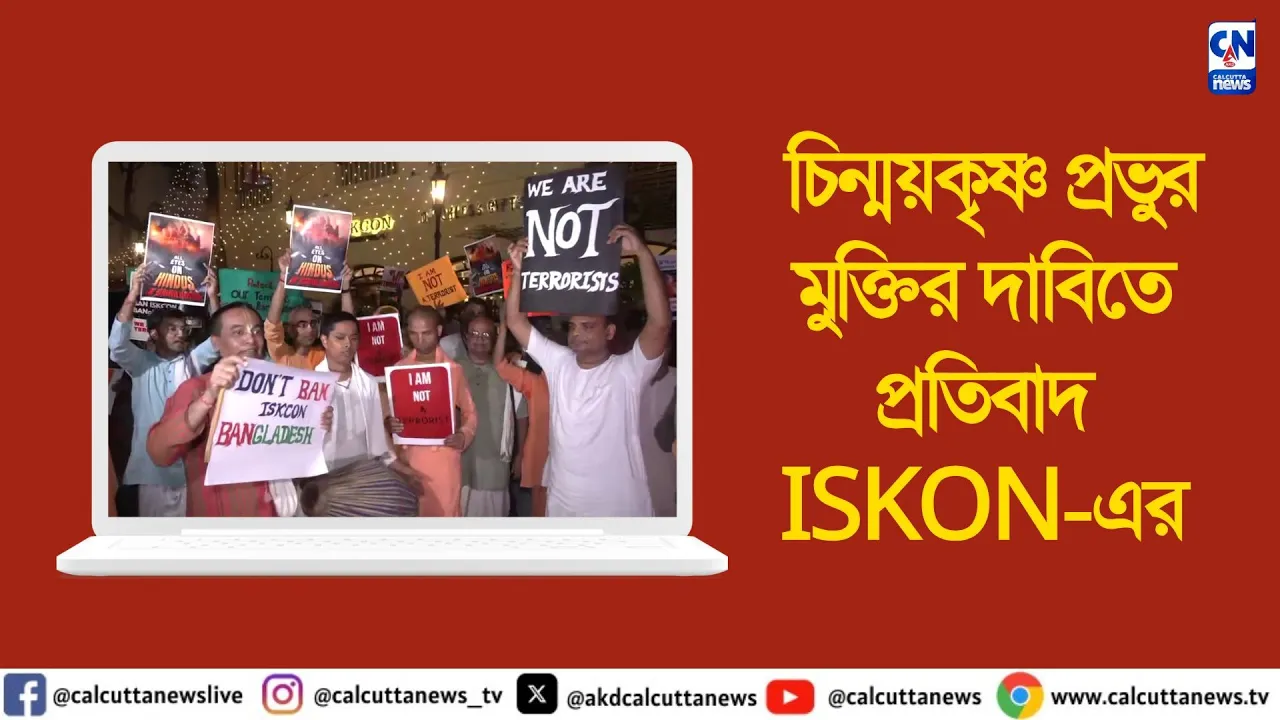 CAN
CALCUTTA
news
চিন্ময়কৃষ্ণ প্রভুর
মুক্তির দাবিতে
প্রতিবাদ
ISKON-এর
WE ARE
NOT
TERRORISTS
ALL
EYES
ON
HINDUS
ALL
EYES
ON
HINDUS
I AM
NOT
A TERRORIST
I AM
NOT
I AM
NOT
A
TERRORIST
DON'T BAN
ISKCON
BANGLADESH
@calcuttanewslive
@calcuttanews_tv
@akdcalcuttanews
@calcuttanews
www.calcuttanews.tv